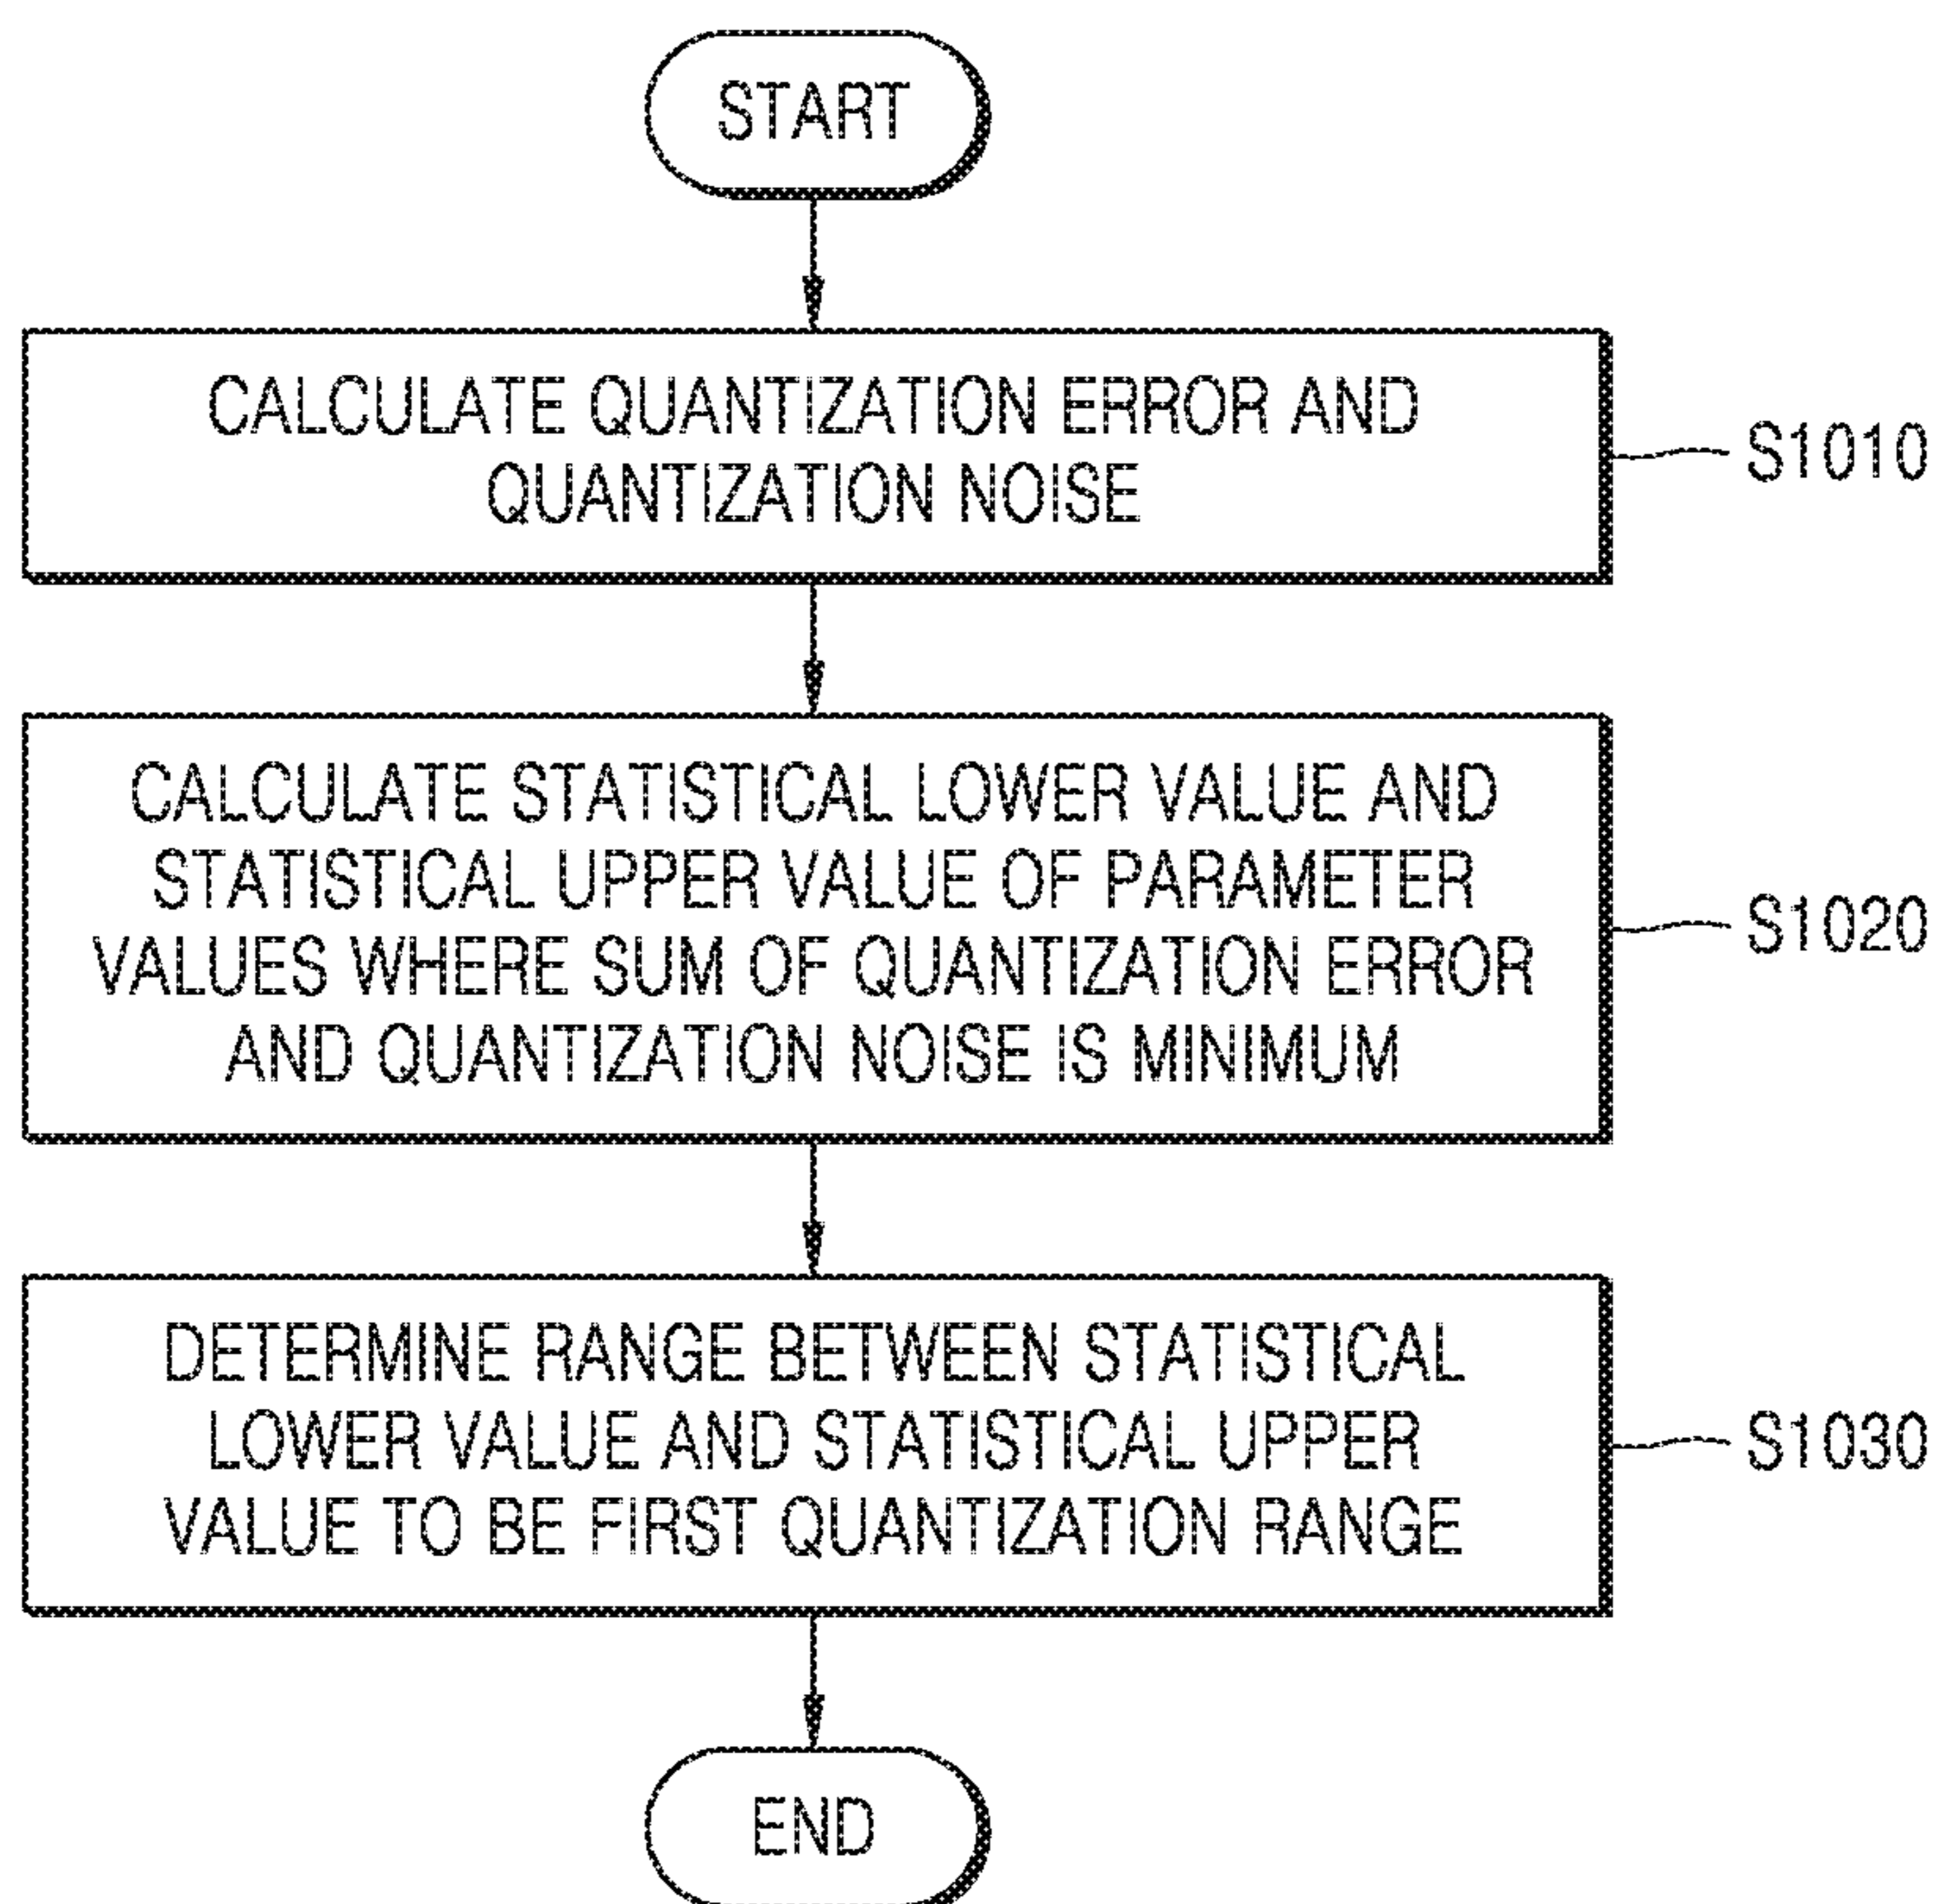 START
CALCULATE QUANTIZATION ERROR AND
QUANTIZATION NOISE
S1010
CALCULATE STATISTICAL LOWER VALUE AND
STATISTICAL UPPER VALUE OF PARAMETER
VALUES WHERE SUM OF QUANTIZATION ERROR
AND QUANTIZATION NOISE IS MINIMUM
S1020
DETERMINE RANGE BETWEEN STATISTICAL
LOWER VALUE AND STATISTICAL UPPER
VALUE TO BE FIRST QUANTIZATION RANGE
S1030
END